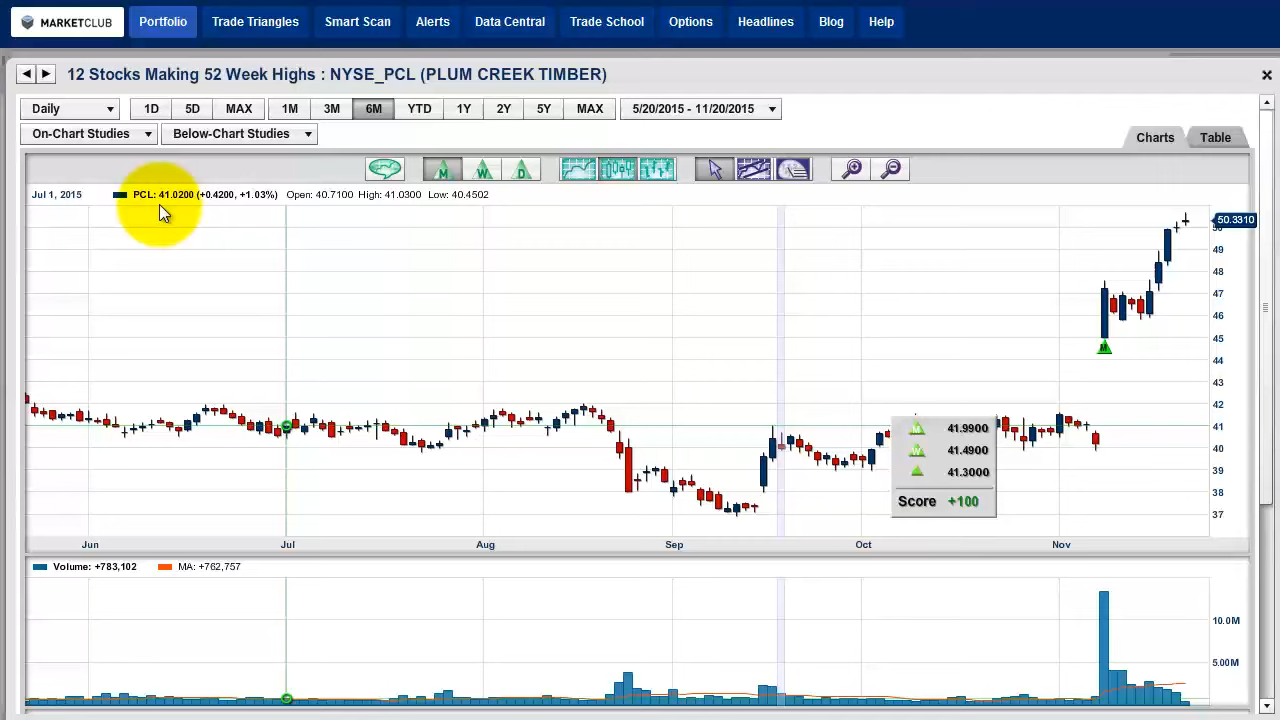 MARKETCLUB Portfolio Trade Triangles Smart Scan Alerts Data Central Trade School Options Headlines Blog Help
12 Stocks Making 52 Week Highs : NYSE_PCL (PLUM CREEK TIMBER)
Daily 1D 5D MAX 1M 3M 6M YTD 1Y 2Y 5Y MAX 5/20/2015 - 11/20/2015
On-Chart Studies Below-Chart Studies
Charts Table
M W D
Jul 1, 2015 PCL: 41.0200 (+0.4200, +1.03%) Open: 40.7100 High: 41.0300 Low: 40.4502
50.3310
49
48
47
46
45
M
44
43
42
41
40
39
38
37
M 41.9900
W 41.4900
41.3000
Score +100
Jun Jul Aug Sep Oct Nov
Volume: +783,102 MA: +762,757
10.0M
5.00M